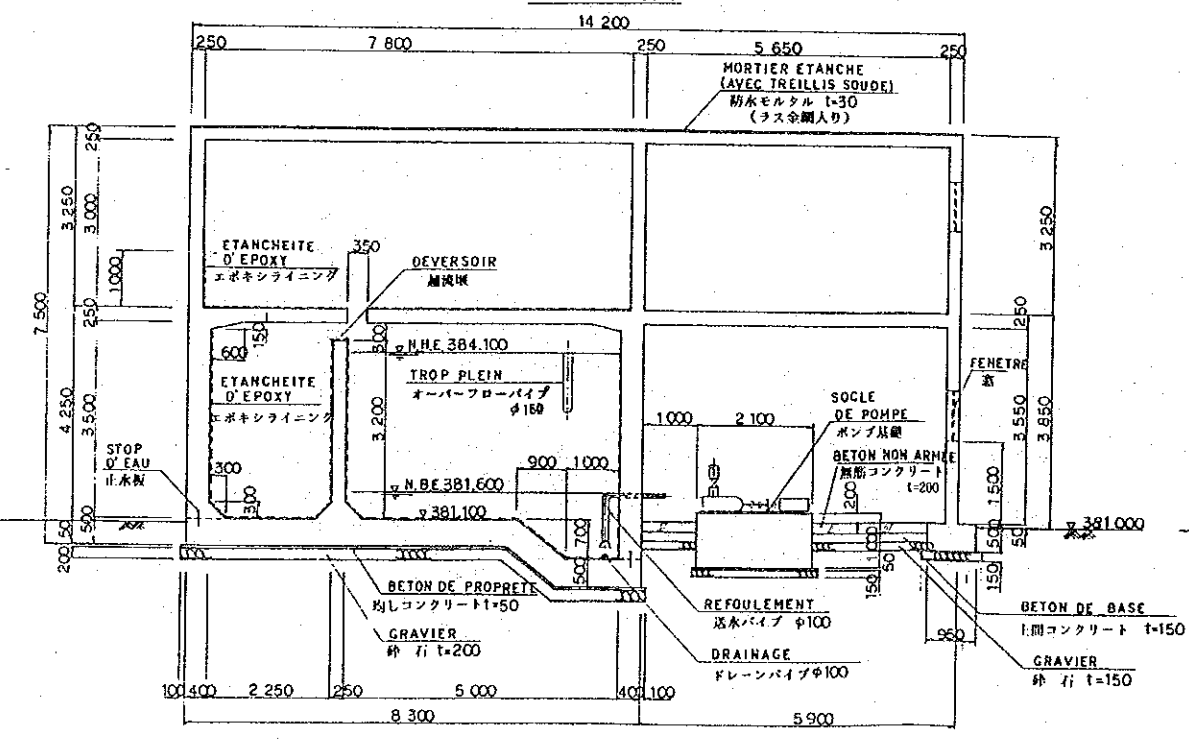 14 200
250
7 800
250
5 650
250
MORTIER ETANCHE
(AVEC TREILLIS SOUDE)
防水モルタル t=30
(ラス金網入り)
250
3 250
3 000
1000
7 500
250
4 250
3 500
500
50
200
ETANCHEITE
D'EPOXY
エポキシライニング
350
DEVERSOIR
越流堰
150
600
300
N.H.E. 384.100
ETANCHEITE
D'EPOXY
エポキシライニング
TROP PLEIN
オーバーフローパイプ
φ150
3 200
STOP
D'EAU
止水板
300
300
900
1000
N.B.E. 381.600
381.100
700
500
1 000
2 100
SOCLE
DE POMPE
ポンプ基礎
BETON NON ARMEE
無筋コンクリート
t=200
200
FENETRE
窓
3 250
250
3 550
3 850
1 500
500
50
150
381.000
1 000
50
150
BETON DE PROPRETE
均しコンクリート t=50
GRAVIER
砕石 t=200
REFOULEMENT
送水パイプ φ100
DRAINAGE
ドレーンパイプ φ100
BETON DE BASE
土間コンクリート t=150
950
GRAVIER
砕石 t=150
100
400
2 250
250
5 000
400
100
8 300
5 900